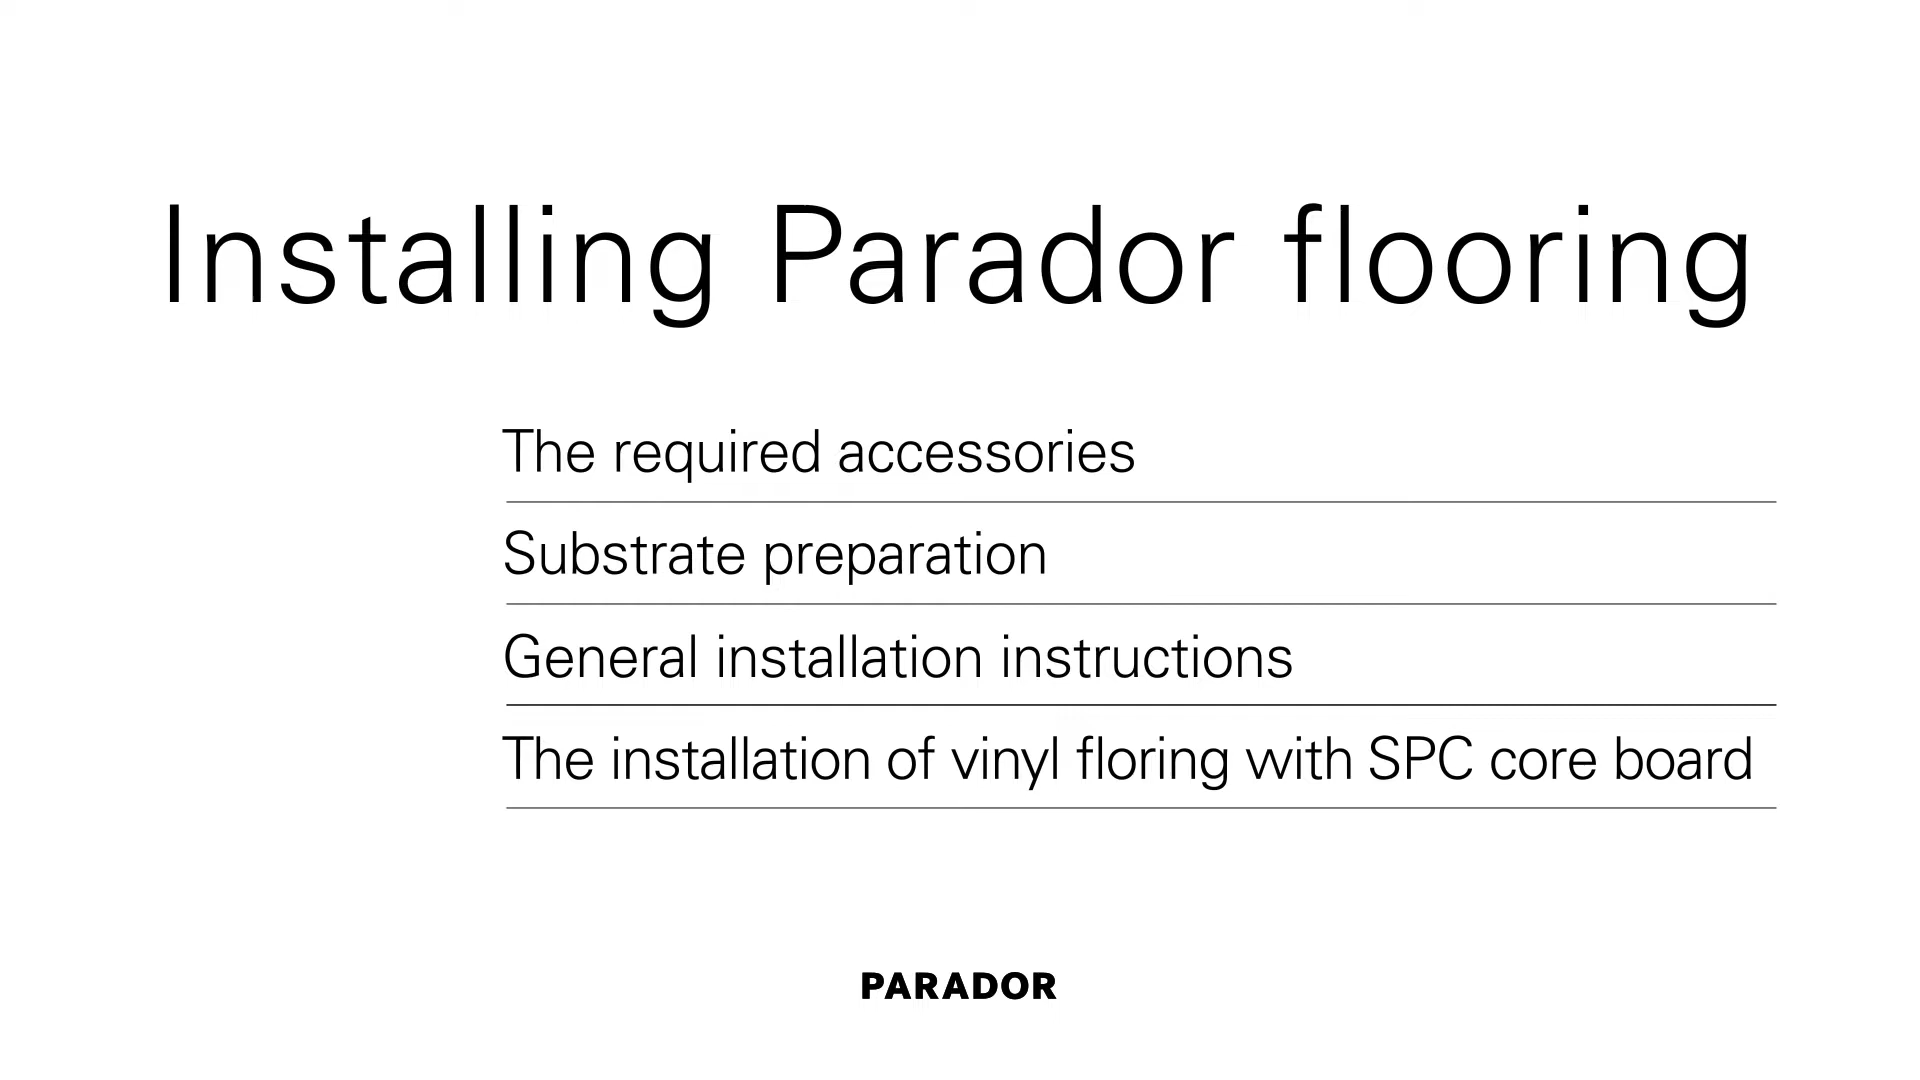 Installing Parador flooring
The required accessories
Substrate preparation
General installation instructions
The installation of vinyl floring with SPC core board
PARADOR